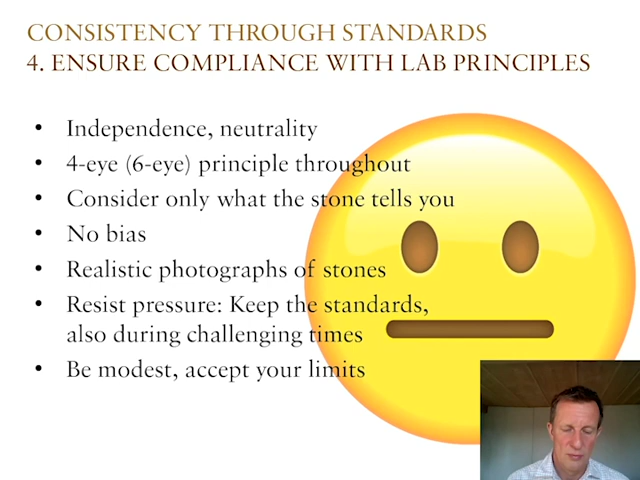 CONSISTENCY THROUGH STANDARDS
4. ENSURE COMPLIANCE WITH LAB PRINCIPLES
• Independence, neutrality
• 4-eye (6-eye) principle throughout
• Consider only what the stone tells you
• No bias
• Realistic photographs of stones
• Resist pressure: Keep the standards,
also during challenging times
• Be modest, accept your limits